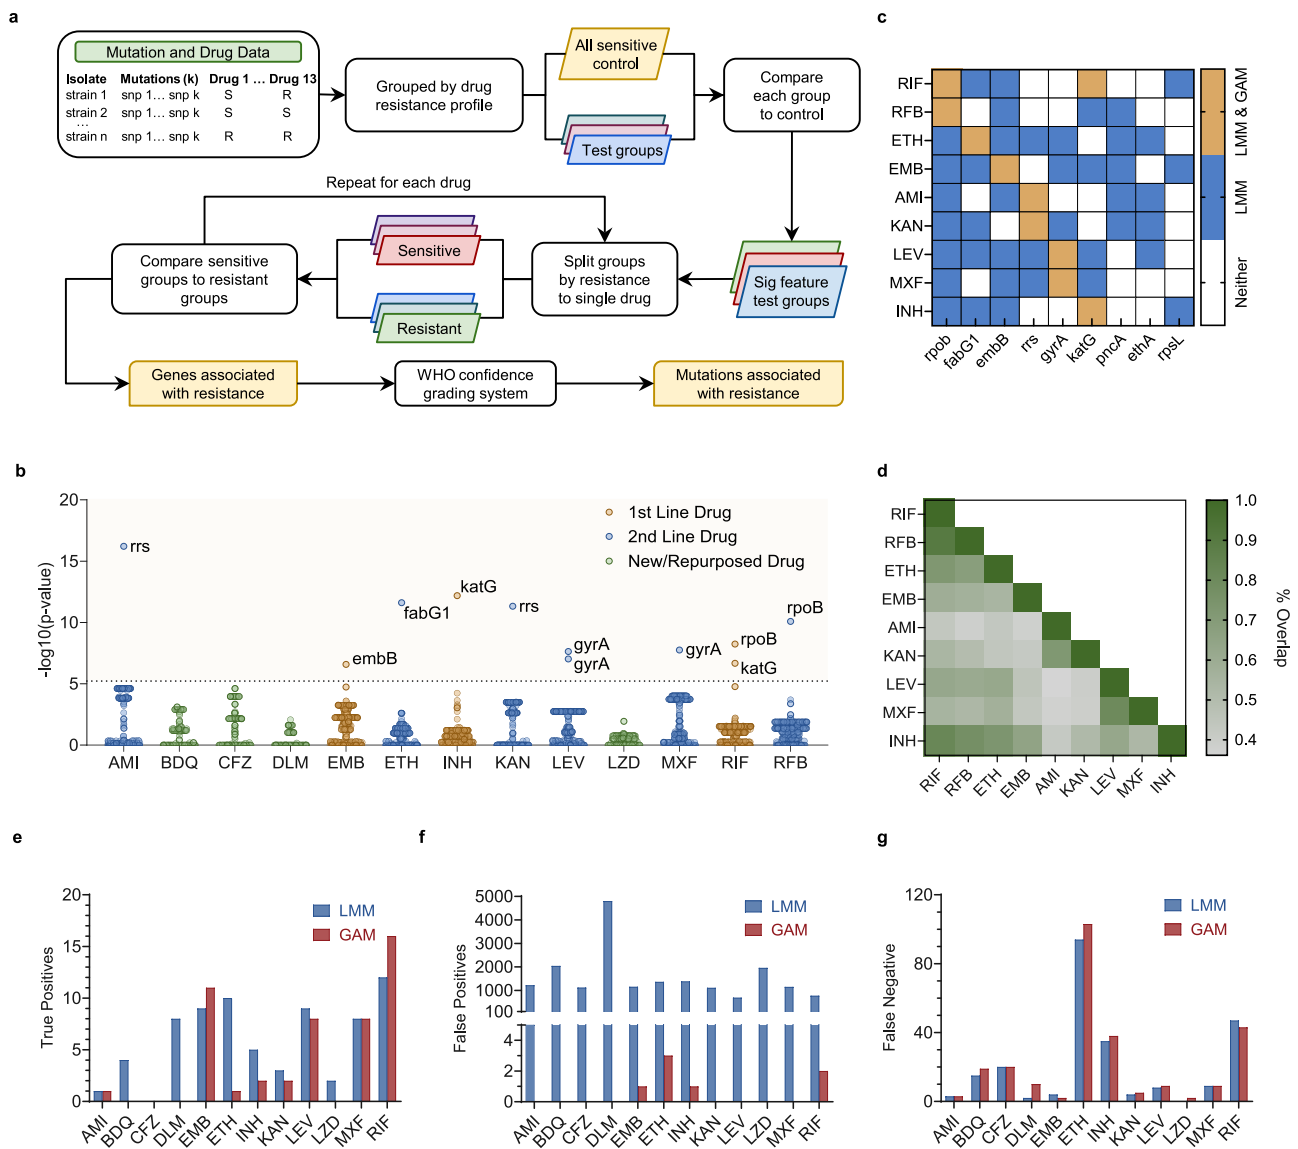 a
Mutation and Drug Data
Isolate Mutations (k) Drug 1 ... Drug 13
strain 1 snp 1... snp k S R
strain 2 snp 1... snp k S S
...
strain n snp 1... snp k R R
Grouped by drug
resistance profile
All sensitive
control
Test groups
Compare
each group
to control
Repeat for each drug
Compare sensitive
groups to resistant
groups
Sensitive
Resistant
Split groups
by resistance
to single drug
Sig feature
test groups
Genes associated
with resistance
WHO confidence
grading system
Mutations associated
with resistance
c
RIF
RFB
ETH
EMB
AMI
KAN
LEV
MXF
INH
rpob
fabG1
embB
rrs
gyrA
katG
pncA
ethA
rpsL
LMM & GAM
LMM
Neither
b
20
15
10
5
0
-log10(p-value)
1st Line Drug
2nd Line Drug
New/Repurposed Drug
rrs
embB
fabG1
katG
rrs
gyrA
gyrA
gyrA
rpoB
katG
rpoB
AMI BDQ CFZ DLM EMB ETH INH KAN LEV LZD MXF RIF RFB
d
RIF
RFB
ETH
EMB
AMI
KAN
LEV
MXF
INH
RIF
RFB
ETH
EMB
AMI
KAN
LEV
MXF
INH
1.0
0.9
0.8
0.7
0.6
0.5
0.4
% Overlap
e
20
15
10
5
0
True Positives
LMM
GAM
AMI
BDQ
CFZ
DLM
EMB
ETH
INH
KAN
LEV
LZD
MXF
RIF
f
5000
4000
3000
2000
1000
100
4
2
0
False Positives
LMM
GAM
AMI
BDQ
CFZ
DLM
EMB
ETH
INH
KAN
LEV
LZD
MXF
RIF
g
120
80
40
0
False Negative
LMM
GAM
AMI
BDQ
CFZ
DLM
EMB
ETH
INH
KAN
LEV
LZD
MXF
RIF